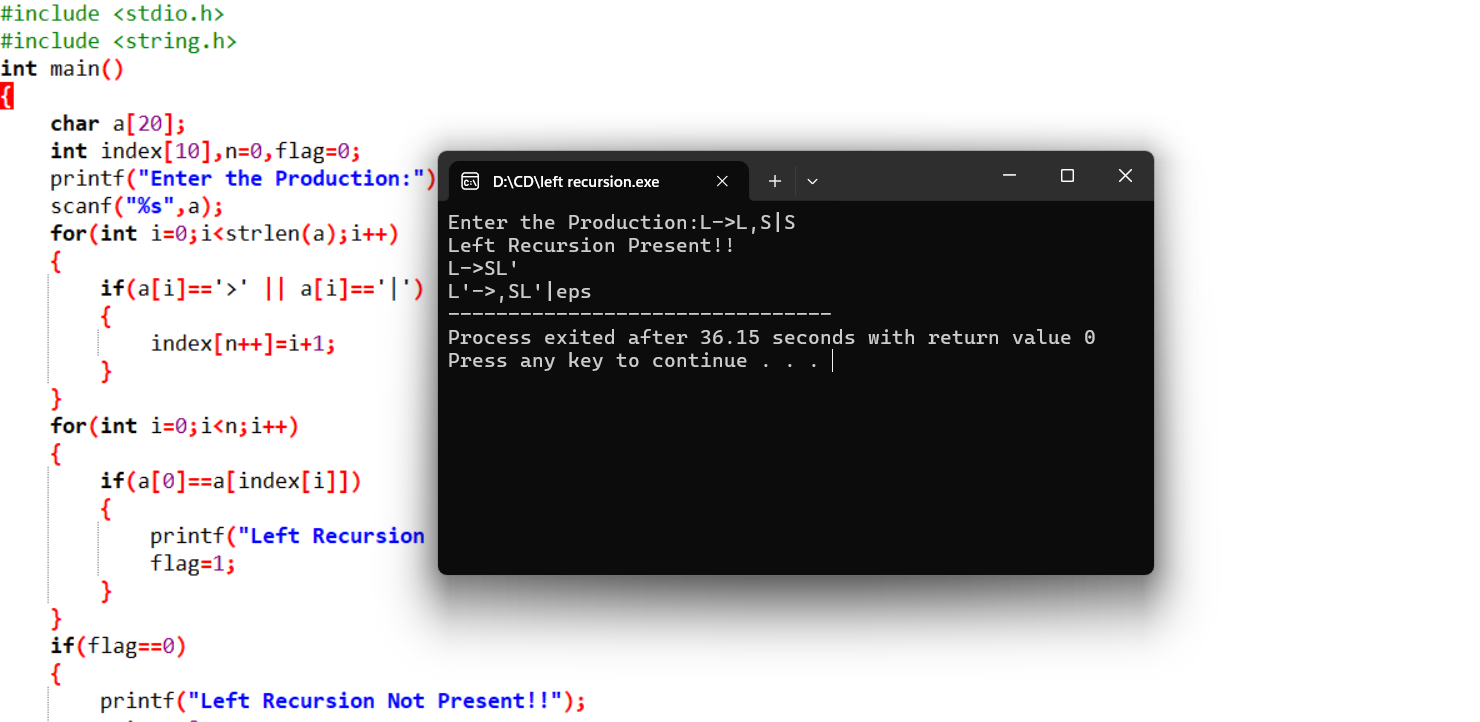 #include <stdio.h>
#include <string.h>
int main()
{
char a[20];
int index[10],n=0,flag=0;
printf("Enter the Production:")
scanf("%s",a);
for(int i=0;i<strlen(a);i++)
{
if(a[i]=='>' || a[i]=='|')
{
index[n++]=i+1;
}
}
for(int i=0;i<n;i++)
{
if(a[0]==a[index[i]])
{
printf("Left Recursion
flag=1;
}
}
if(flag==0)
{
printf("Left Recursion Not Present!!");
D:\CD\left recursion.exe
Enter the Production:L->L,S|S
Left Recursion Present!!
L->SL'
L'->,SL'|eps
--------------------------------
Process exited after 36.15 seconds with return value 0
Press any key to continue . . .